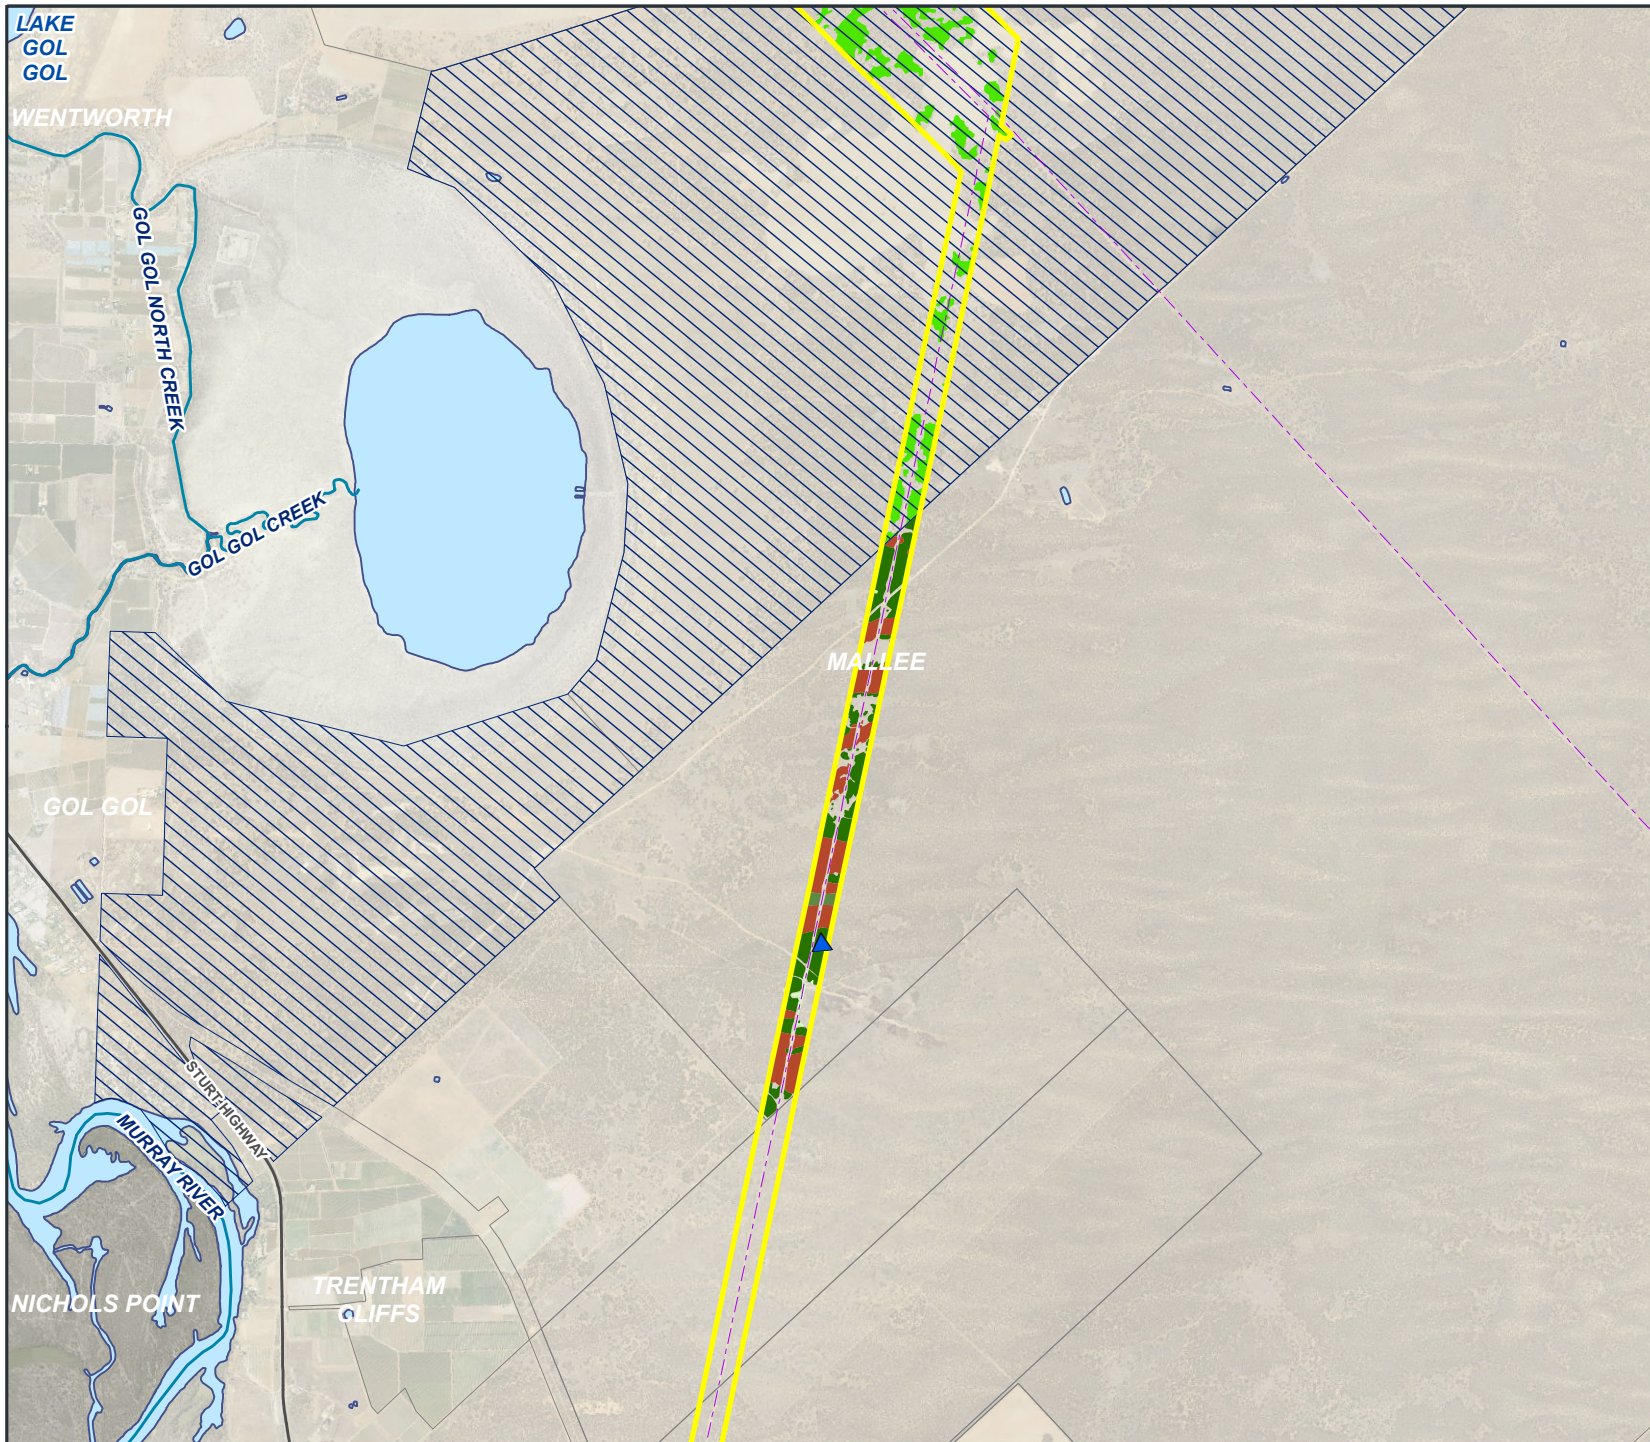 LAKE
GOL
GOL
WENTWORTH
GOL GOL NORTH CREEK
GOL GOL CREEK
MALLEE
GOL GOL
STURT HIGHWAY
MURRAY RIVER
NICHOLS POINT
TRENTHAM
CLIFFS